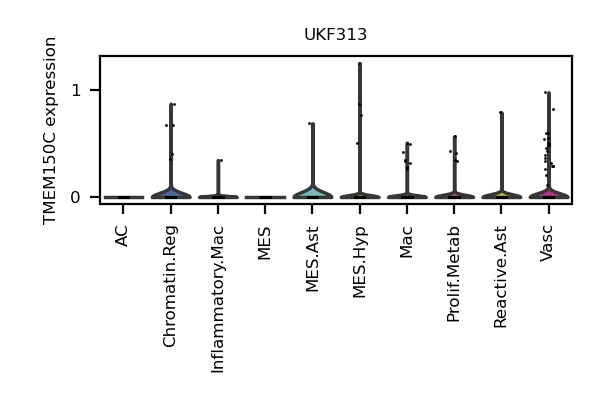 UKF313
TMEM150C expression
1
0
AC
Chromatin.Reg
Inflammatory.Mac
MES
MES.Ast
MES.Hyp
Mac
Prolif.Metab
Reactive.Ast
Vasc